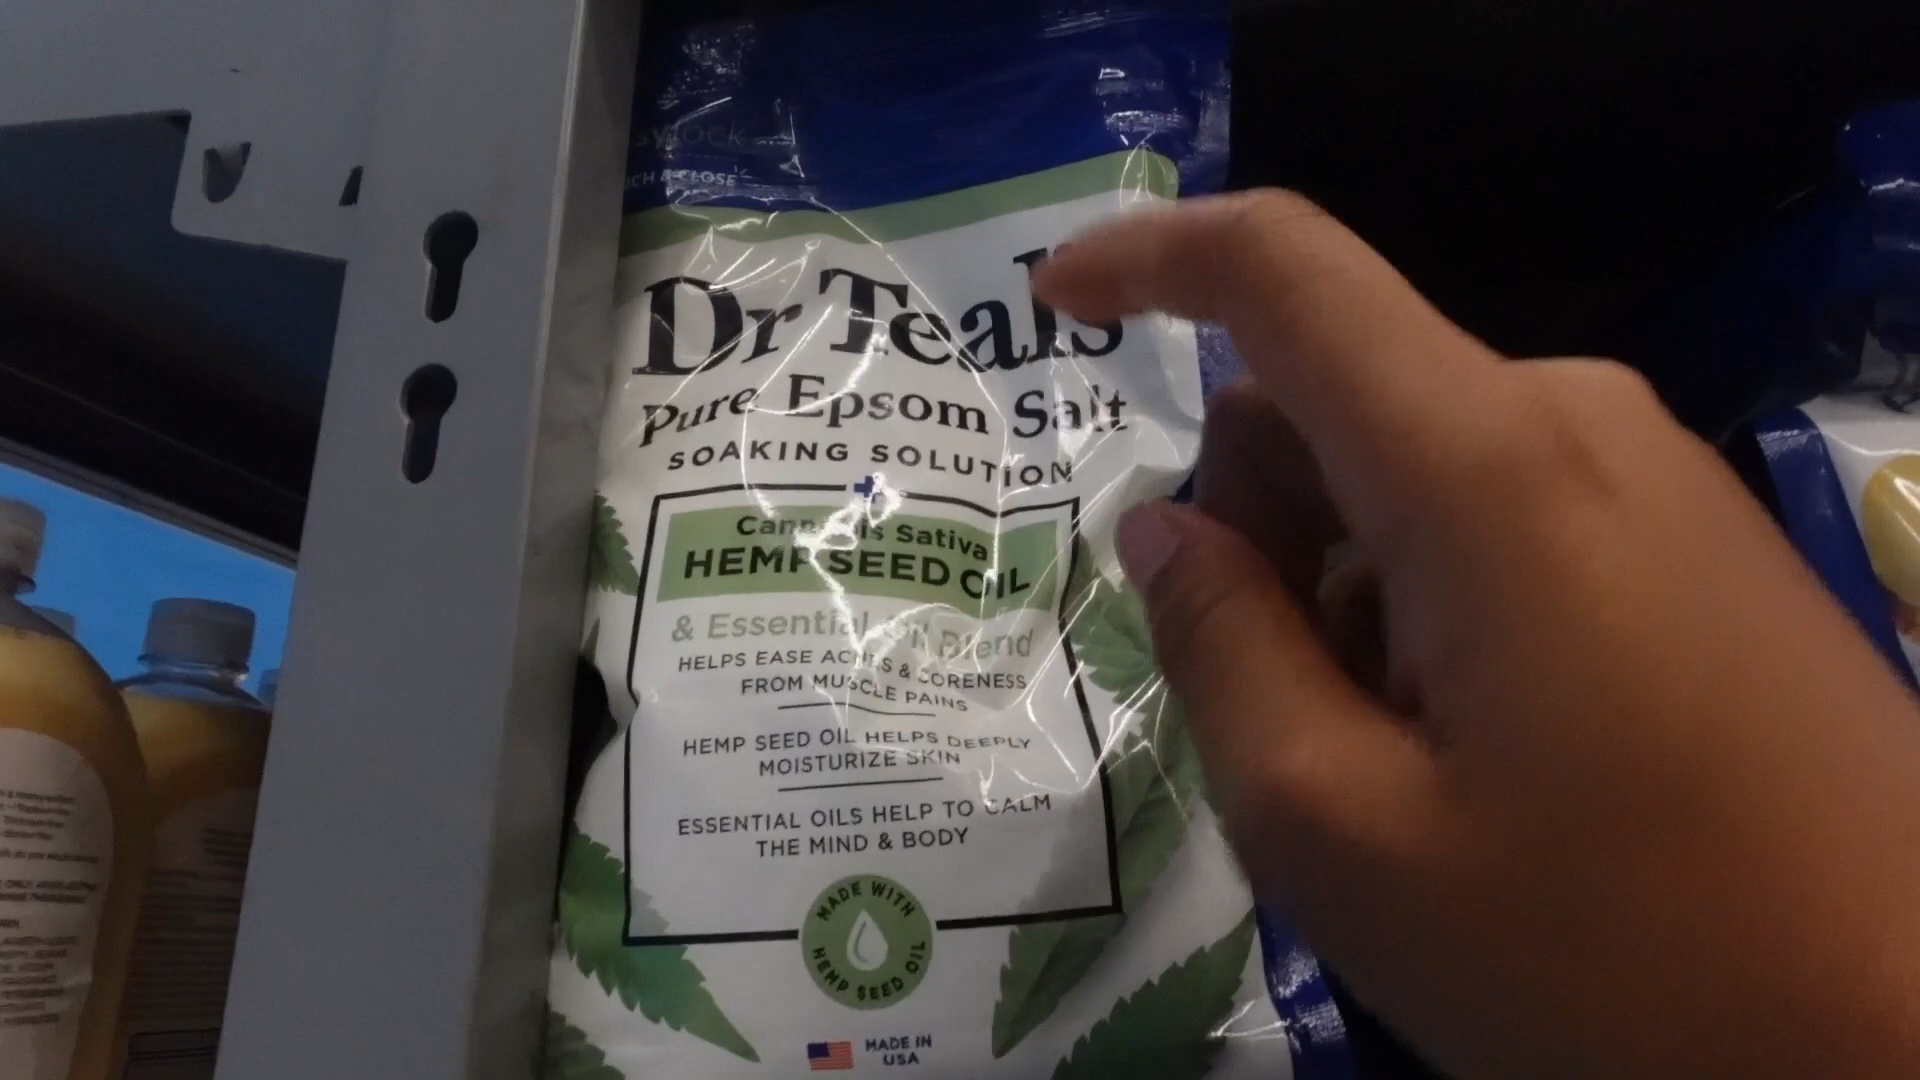 & CLOSE
Dr Teal's
Pure Epsom Salt
SOAKING SOLUTION
Cannabis Sativa
HEMP SEED OIL
& Essential Oil Blend
HELPS EASE ACHES & SORENESS
FROM MUSCLE PAINS
HEMP SEED OIL HELPS DEEPLY
MOISTURIZE SKIN
ESSENTIAL OILS HELP TO CALM
THE MIND & BODY
MADE WITH
HEMP SEED OIL
MADE IN
USA